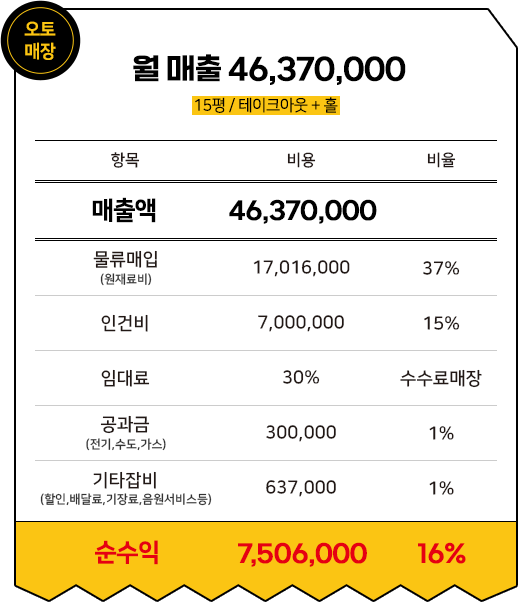 오토
매장
월 매출 46,370,000
15평 / 테이크아웃 + 홀
항목 비용 비율
매출액 46,370,000
물류매입 17,016,000 37%
(원재료비)
인건비 7,000,000 15%
임대료 30% 수수료매장
공과금 300,000 1%
(전기,수도,가스)
기타잡비 637,000 1%
(할인,배달료,기장료,음원서비스등)
순수익 7,506,000 16%